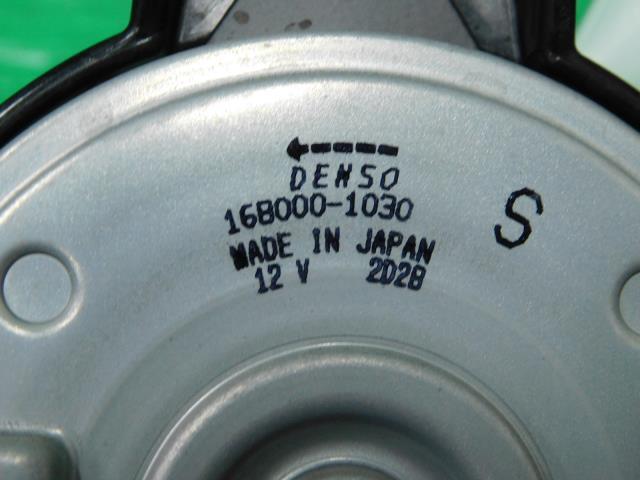 DENSO
168000-1030
MADE IN JAPAN
12 V 2D28
S